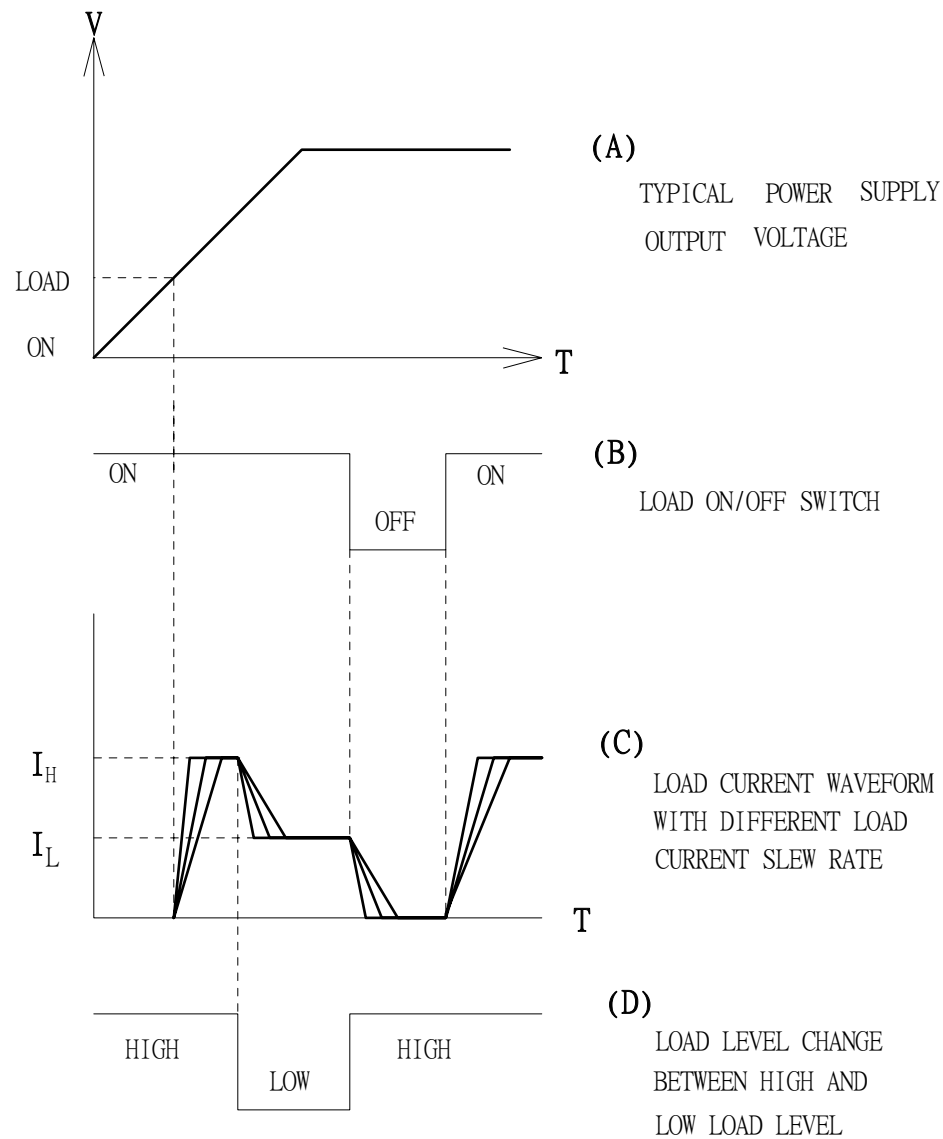 V
(A)
TYPICAL POWER SUPPLY
OUTPUT VOLTAGE
LOAD
ON
T
(B)
ON
ON
LOAD ON/OFF SWITCH
OFF
(C)
I_H
LOAD CURRENT WAVEFORM
WITH DIFFERENT LOAD
I_L
CURRENT SLEW RATE
T
(D)
HIGH
HIGH
LOAD LEVEL CHANGE
LOW
BETWEEN HIGH AND
LOW LOAD LEVEL